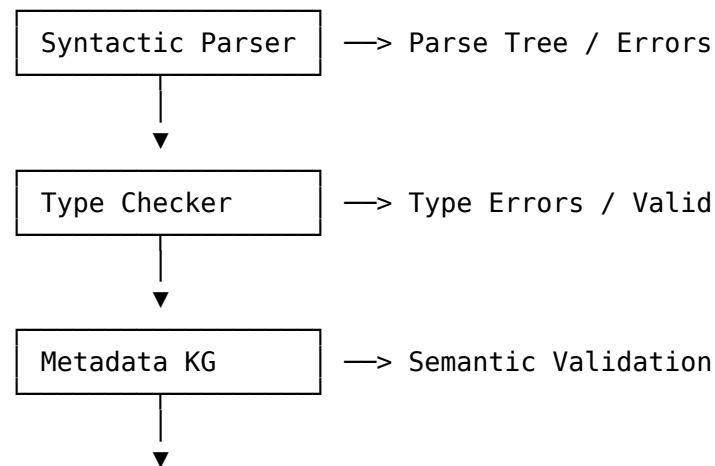 Syntactic Parser ──> Parse Tree / Errors
Type Checker ──> Type Errors / Valid
Metadata KG ──> Semantic Validation